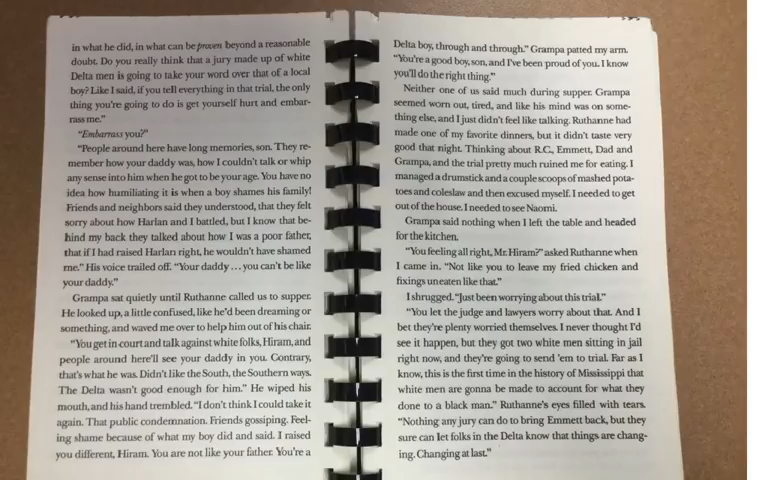 in what he did, in what can be proven beyond a reasonable
doubt. Do you really think that a jury made up of white
Delta men is going to take your word over that of a local
boy? Like I said, if you tell everything in that trial, the only
thing you're going to do is get yourself hurt and embar-
rass me."
"Embarrass you?"
"People around here have long memories, son. They re-
member how your daddy was, how I couldn't talk or whip
any sense into him when he got to be your age. You have no
idea how humiliating it is when a boy shames his family!
Friends and neighbors said they understood, that they felt
sorry about how Harlan and I battled, but I know that be-
hind my back they talked about how I was a poor father,
that if I had raised Harlan right, he wouldn't have shamed
me." His voice trailed off. "Your daddy ... you can't be like
your daddy."
Grampa sat quietly until Ruthanne called us to supper.
He looked up, a little confused, like he'd been dreaming or
something, and waved me over to help him out of his chair.
"You get in court and talk against white folks, Hiram, and
people around here'll see your daddy in you. Contrary,
that's what he was. Didn't like the South, the Southern ways.
The Delta wasn't good enough for him." He wiped his
mouth, and his hand trembled. "I don't think I could take it
again. That public condemnation. Friends gossiping. Feel-
ing shame because of what my boy did and said. I raised
you different, Hiram. You are not like your father. You're a
Delta boy, through and through." Grampa patted my arm.
"You're a good boy, son, and I've been proud of you. I know
you'll do the right thing."
Neither one of us said much during supper. Grampa
seemed worn out, tired, and like his mind was on some-
thing else, and I just didn't feel like talking. Ruthanne had
made one of my favorite dinners, but it didn't taste very
good that night. Thinking about R.C., Emmett, Dad and
Grampa, and the trial pretty much ruined me for eating. I
managed a drumstick and a couple scoops of mashed pota-
toes and coleslaw and then excused myself. I needed to get
out of the house. I needed to see Naomi.
Grampa said nothing when I left the table and headed
for the kitchen.
"You feeling all right, Mr. Hiram?" asked Ruthanne when
I came in. "Not like you to leave my fried chicken and
fixings uneaten like that."
I shrugged. "Just been worrying about this trial."
"You let the judge and lawyers worry about that. And I
bet they're plenty worried themselves. I never thought I'd
see it happen, but they got two white men sitting in jail
right now, and they're going to send 'em to trial. Far as I
know, this is the first time in the history of Mississippi that
white men are gonna be made to account for what they
done to a black man." Ruthanne's eyes filled with tears.
"Nothing any jury can do to bring Emmett back, but they
sure can let folks in the Delta know that things are chang-
ing. Changing at last."